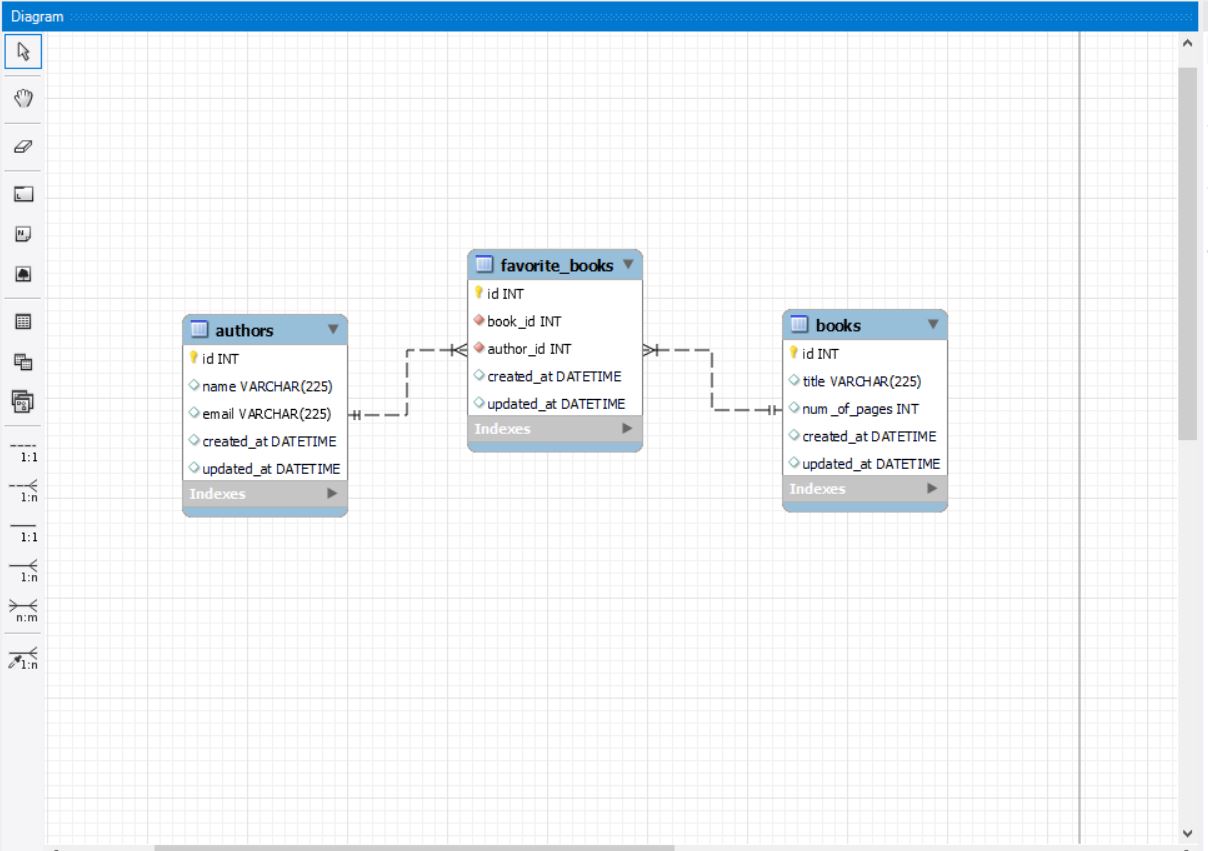 Diagram
1:1
1:n
1:1
1:n
n:m
1:n
authors
id INT
name VARCHAR(225)
email VARCHAR(225)
created_at DATETIME
updated_at DATETIME
Indexes
favorite_books
id INT
book_id INT
author_id INT
created_at DATETIME
updated_at DATETIME
Indexes
books
id INT
title VARCHAR(225)
num _of_pages INT
created_at DATETIME
updated_at DATETIME
Indexes